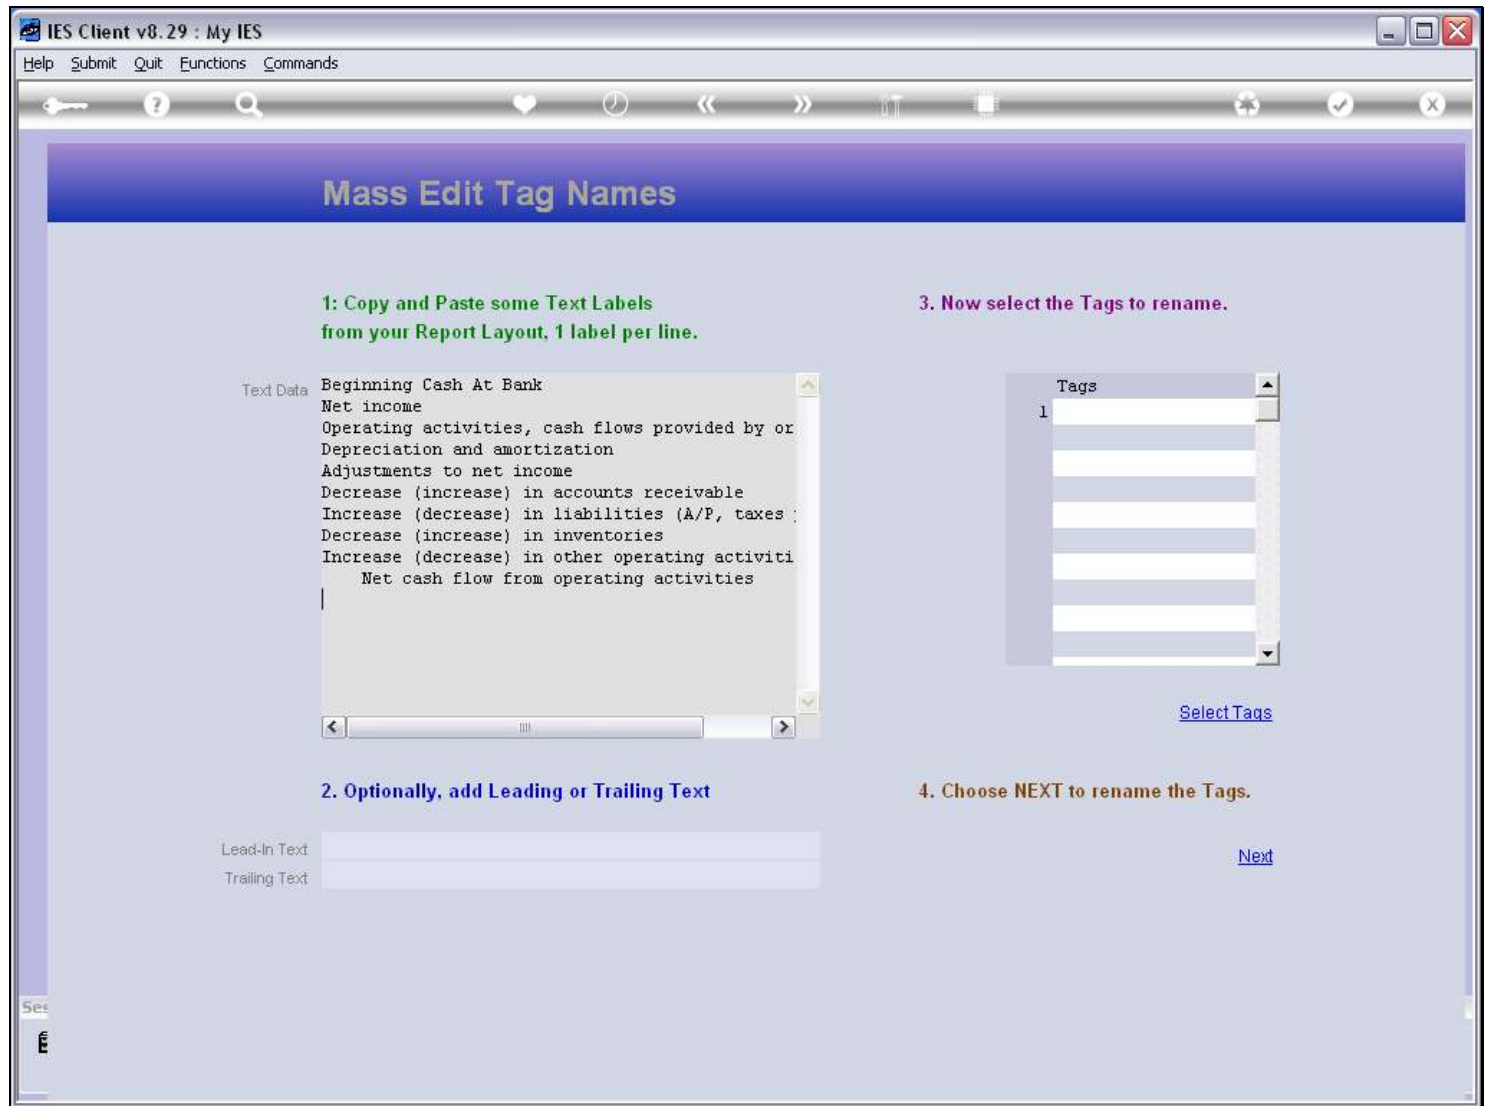 IES Client v8.29 : My IES
Help Submit Quit Functions Commands
Mass Edit Tag Names
1: Copy and Paste some Text Labels
from your Report Layout, 1 label per line.
Text Data
Beginning Cash At Bank
Net income
Operating activities, cash flows provided by or
Depreciation and amortization
Adjustments to net income
Decrease (increase) in accounts receivable
Increase (decrease) in liabilities (A/P, taxes
Decrease (increase) in inventories
Increase (decrease) in other operating activiti
Net cash flow from operating activities
2. Optionally, add Leading or Trailing Text
Lead-In Text
Trailing Text
3. Now select the Tags to rename.
Tags
1
Select Tags
4. Choose NEXT to rename the Tags.
Next
Ses